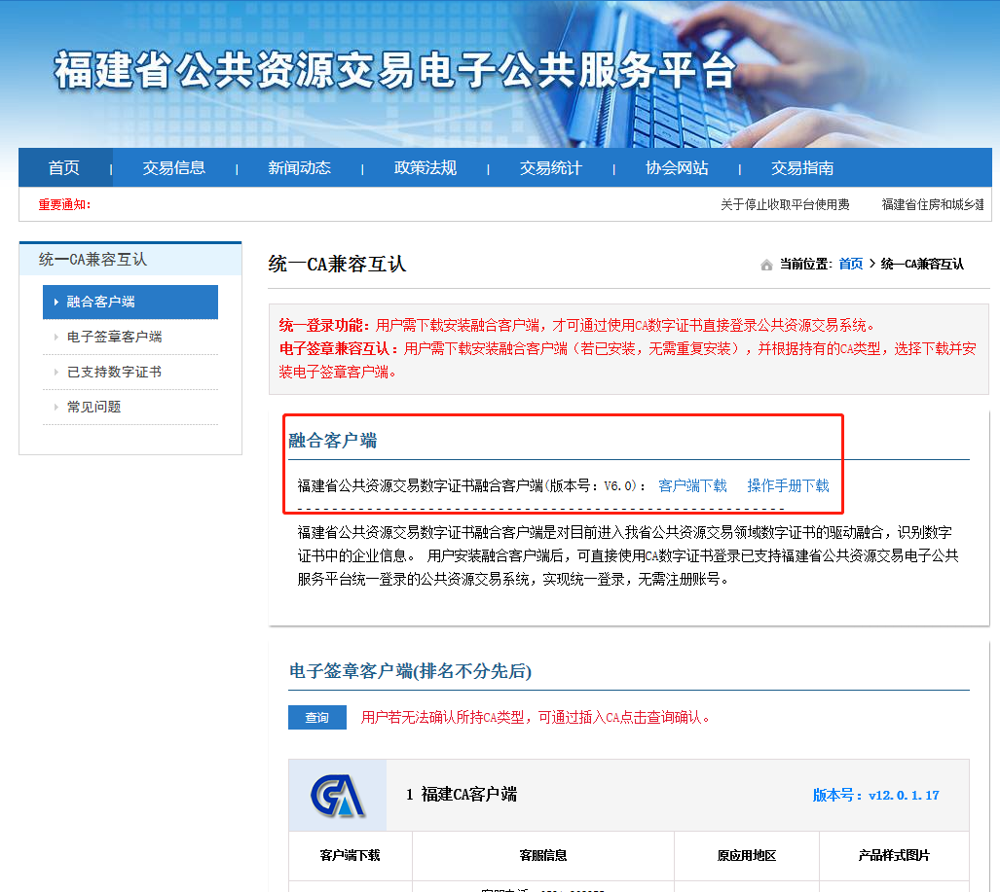 福建省公共资源交易电子公共服务平台
首页 | 交易信息 | 新闻动态 | 政策法规 | 交易统计 | 协会网站 | 交易指南
重要通知： 关于停止收取平台使用费 福建省住房和城乡建
统一CA兼容互认
融合客户端
电子签章客户端
已支持数字证书
常见问题
统一CA兼容互认 当前位置：首页 > 统一CA兼容互认
统一登录功能：用户需下载安装融合客户端，才可通过使用CA数字证书直接登录公共资源交易系统。
电子签章兼容互认：用户需下载安装融合客户端（若已安装，无需重复安装），并根据持有的CA类型，选择下载并安
装电子签章客户端。
融合客户端
福建省公共资源交易数字证书融合客户端(版本号：V6.0)： 客户端下载 操作手册下载
福建省公共资源交易数字证书融合客户端是对目前进入我省公共资源交易领域数字证书的驱动融合，识别数字
证书中的企业信息。 用户安装融合客户端后，可直接使用CA数字证书登录已支持福建省公共资源交易电子公共
服务平台统一登录的公共资源交易系统，实现统一登录，无需注册账号。
电子签章客户端(排名不分先后)
查询 用户若无法确认所持CA类型，可通过插入CA点击查询确认。
1 福建CA客户端 版本号：v12.0.1.17
客户端下载 客服信息 原应用地区 产品样式图片